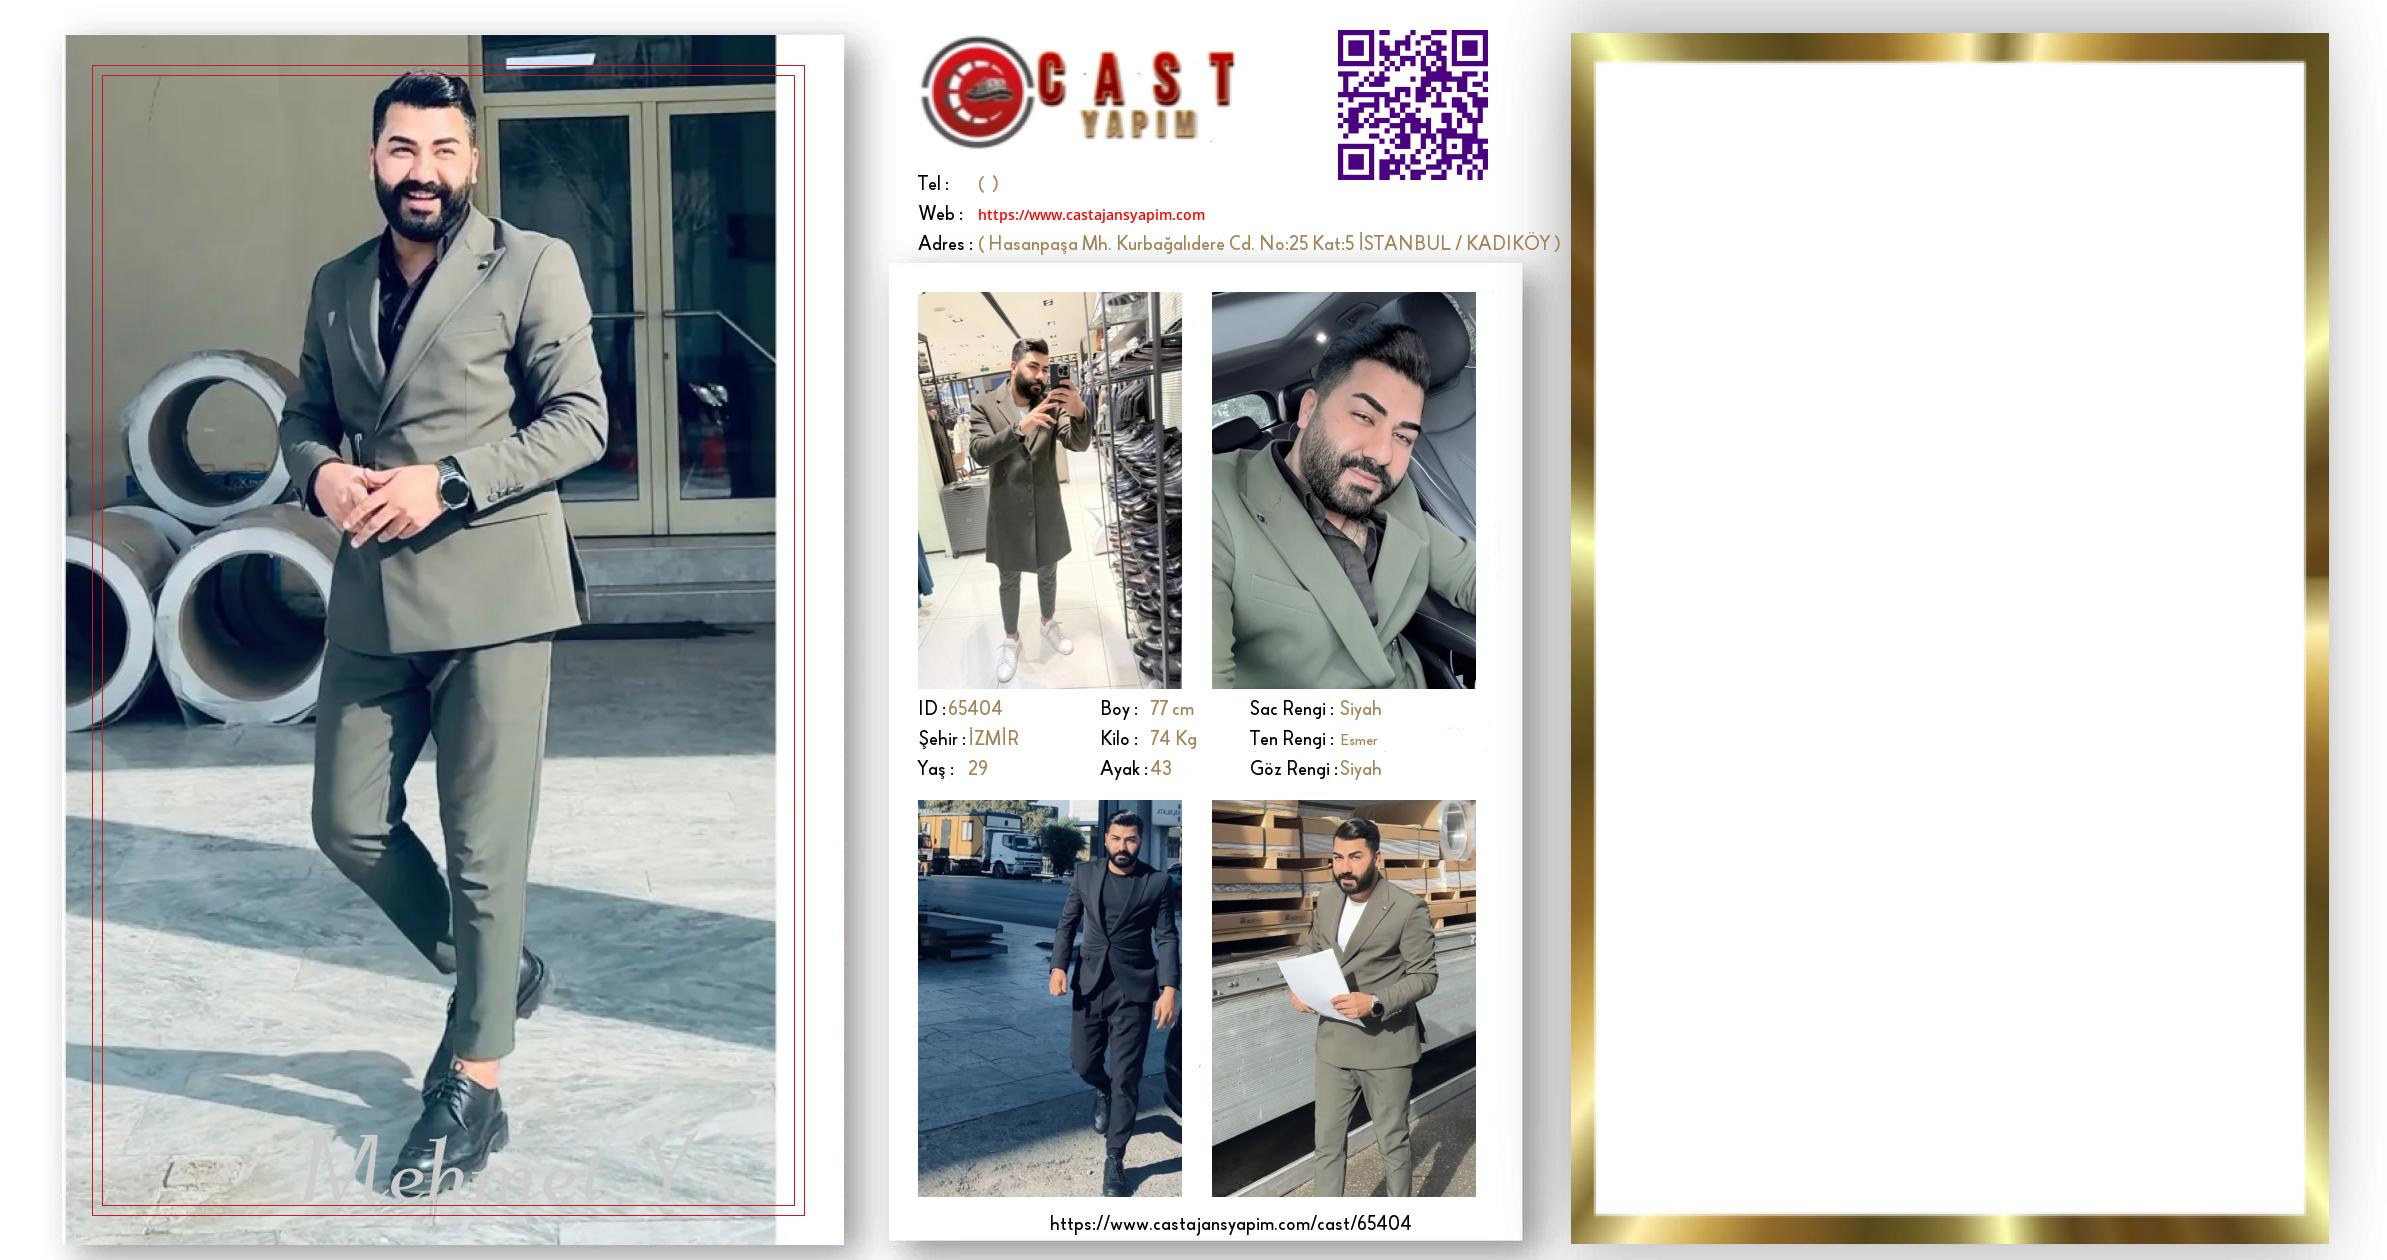 Mehmet Y
CAST
YAPIM
Tel : ( )
Web : https://www.castajansyapim.com
Adres : ( Hasanpaşa Mh. Kurbağalıdere Cd. No:25 Kat:5 İSTANBUL / KADIKÖY )
ID : 65404 Boy : 77 cm Sac Rengi : Siyah
Şehir : İZMİR Kilo : 74 Kg Ten Rengi : Esmer
Yaş : 29 Ayak : 43 Göz Rengi : Siyah
https://www.castajansyapim.com/cast/65404